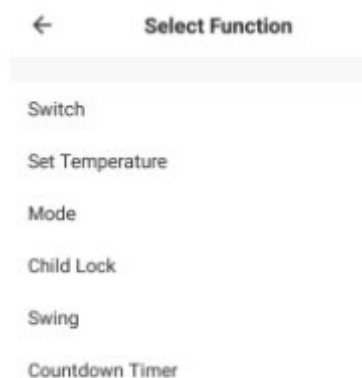 Select Function
Switch
Set Temperature
Mode
Child Lock
Swing
Countdown Timer